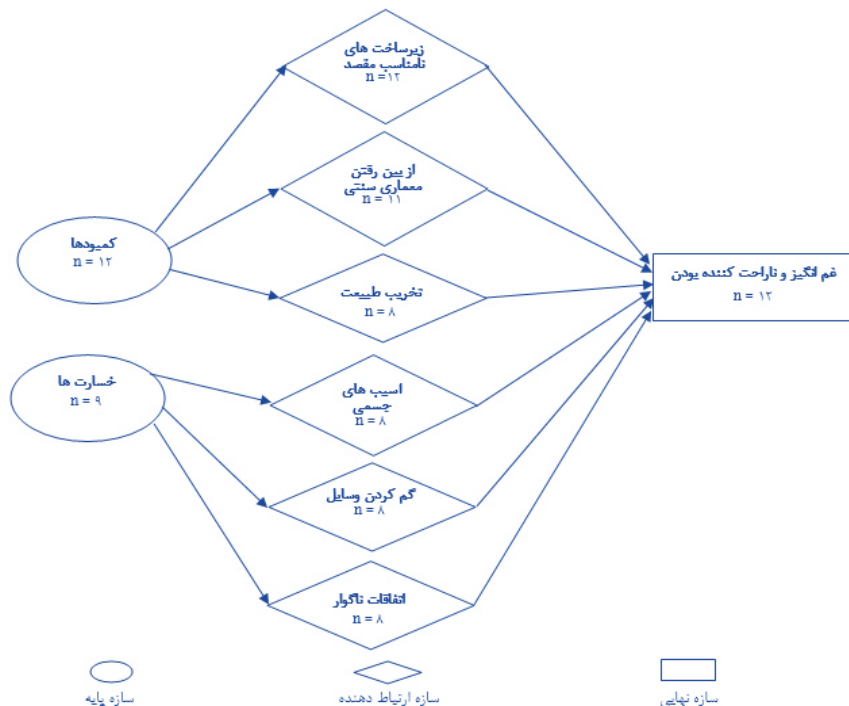 زیرساخت های
نامناسب مقصد
n = ۱۲
از بین رفتن
معماری سنتی
n = ۱۱
کمبودها
n = ۱۲
تخریب طبیعت
n = ۸
غم انگیز و ناراحت کننده بودن
n = ۱۲
خسارت ها
n = ۹
اسیب های
جسمی
n = ۸
گم کردن وسایل
n = ۸
اتفاقات ناگوار
n = ۸
سازه نهایی
سازه ارتباط دهنده
سازه پایه